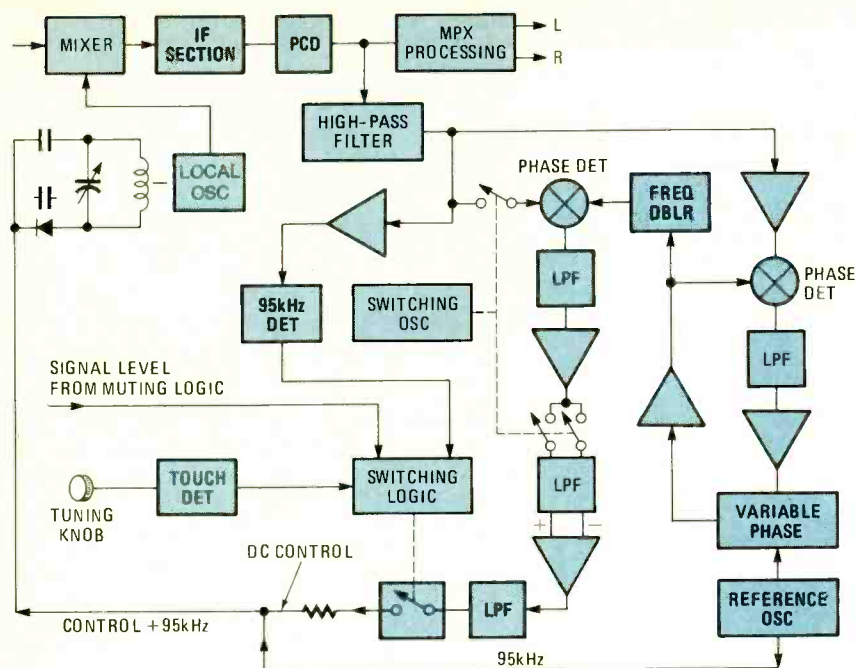 MIXER
IF
SECTION
PCD
MPX
PROCESSING
L
R
HIGH-PASS
FILTER
LOCAL
OSC
PHASE DET
FREQ
DBLR
LPF
PHASE
DET
95kHz
DET
SWITCHING
OSC
LPF
SIGNAL LEVEL
FROM MUTING LOGIC
TOUCH
DET
SWITCHING
LOGIC
LPF
TUNING
KNOB
+ −
VARIABLE
PHASE
DC CONTROL
LPF
REFERENCE
OSC
CONTROL +95kHz
95kHz